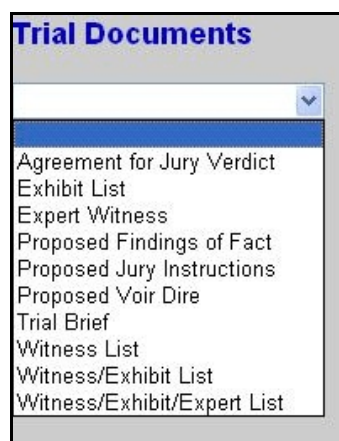 Trial Documents
Agreement for Jury Verdict
Exhibit List
Expert Witness
Proposed Findings of Fact
Proposed Jury Instructions
Proposed Voir Dire
Trial Brief
Witness List
Witness/Exhibit List
Witness/Exhibit/Expert List